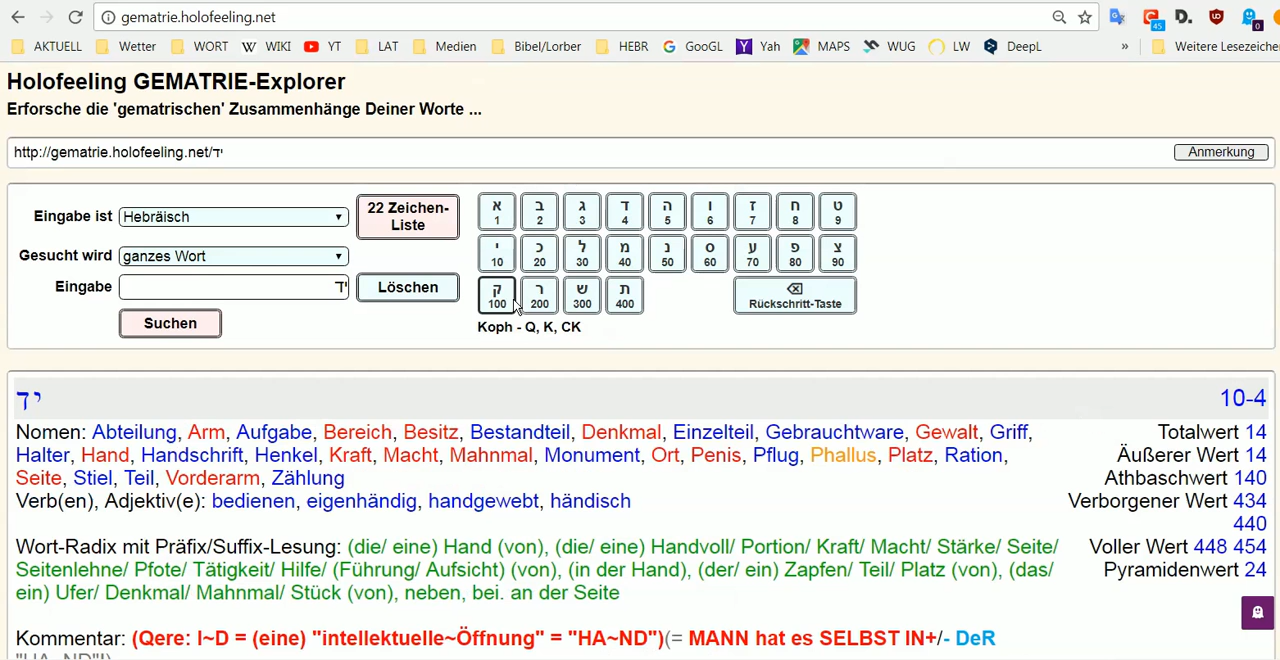 gematrie.holofeeling.net
AKTUELL Wetter WORT WIKI YT LAT Medien Bibel/Lorber HEBR GooGL Yah MAPS WUG LW DeepL » Weitere Lesezeichen
Holofeeling GEMATRIE-Explorer
Erforsche die 'gematrischen' Zusammenhänge Deiner Worte ...
http://gematrie.holofeeling.net/יד Anmerkung
Eingabe ist Hebräisch
22 Zeichen-Liste
א ב ג ד ה ו ז ח ט
1 2 3 4 5 6 7 8 9
Gesucht wird ganzes Wort
י כ ל מ נ ס ע פ צ
10 20 30 40 50 60 70 80 90
Eingabe יד Löschen
ק ר ש ת
100 200 300 400 Rückschritt-Taste
Suchen
Koph - Q, K, CK
יד 10-4
Nomen: Abteilung, Arm, Aufgabe, Bereich, Besitz, Bestandteil, Denkmal, Einzelteil, Gebrauchtware, Gewalt, Griff,
Halter, Hand, Handschrift, Henkel, Kraft, Macht, Mahnmal, Monument, Ort, Penis, Pflug, Phallus, Platz, Ration,
Seite, Stiel, Teil, Vorderarm, Zählung
Verb(en), Adjektiv(e): bedienen, eigenhändig, handgewebt, händisch
Totalwert 14
Äußerer Wert 14
Athbaschwert 140
Verborgener Wert 434
440
Voller Wert 448 454
Pyramidenwert 24
Wort-Radix mit Präfix/Suffix-Lesung: (die/ eine) Hand (von), (die/ eine) Handvoll/ Portion/ Kraft/ Macht/ Stärke/ Seite/
Seitenlehne/ Pfote/ Tätigkeit/ Hilfe/ (Führung/ Aufsicht) (von), (in der Hand), (der/ ein) Zapfen/ Teil/ Platz (von), (das/
ein) Ufer/ Denkmal/ Mahnmal/ Stück (von), neben, bei. an der Seite
Kommentar: (Qere: I~D = (eine) "intellektuelle~Öffnung" = "HA~ND")(= MANN hat es SELBST IN+/- DeR